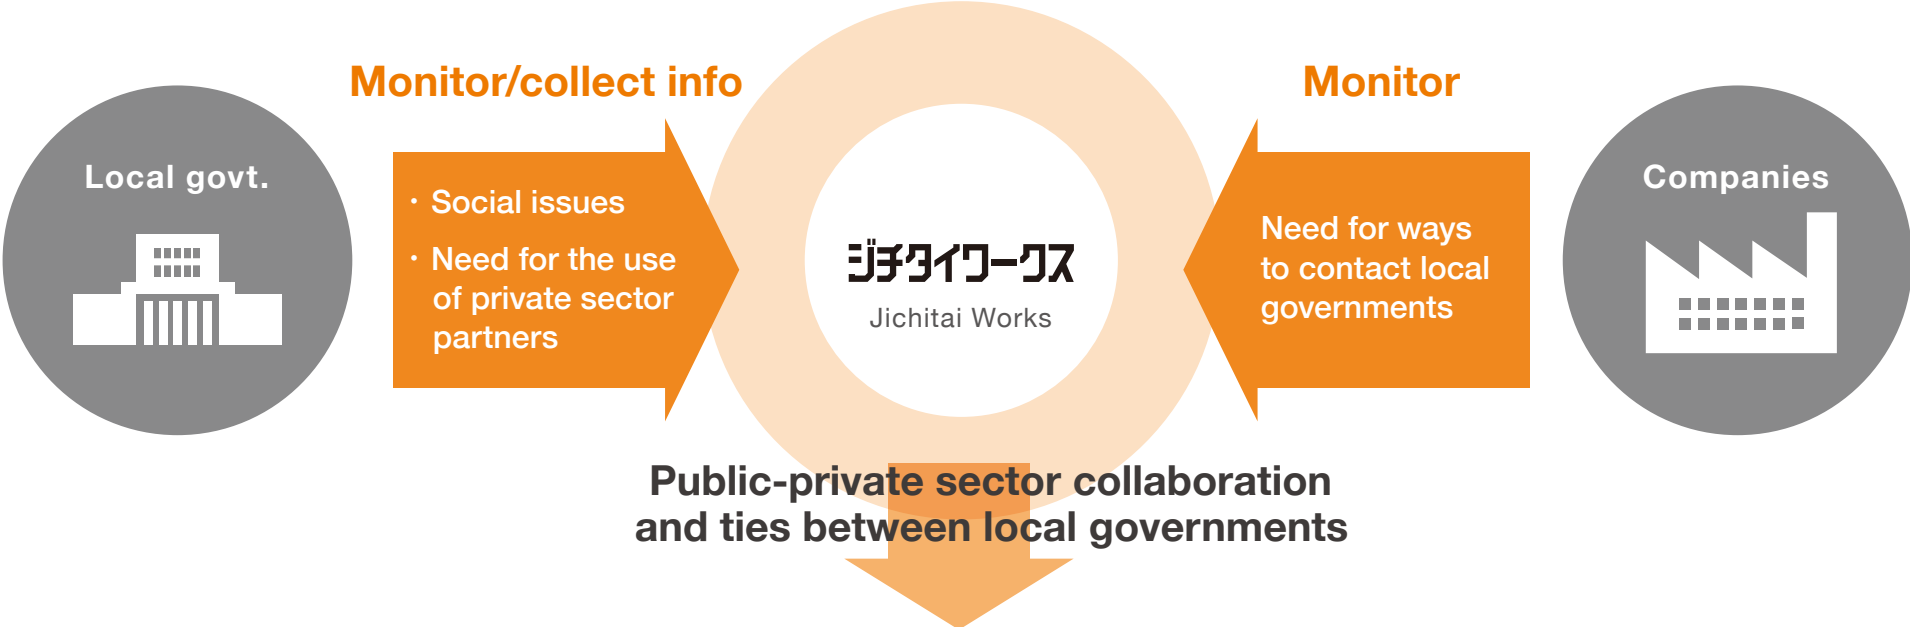 Monitor/collect info
Monitor
Local govt.
・Social issues
・Need for the use
of private sector
partners
ジチタイワークス
Jichitai Works
Need for ways
to contact local
governments
Companies
Public-private sector collaboration
and ties between local governments